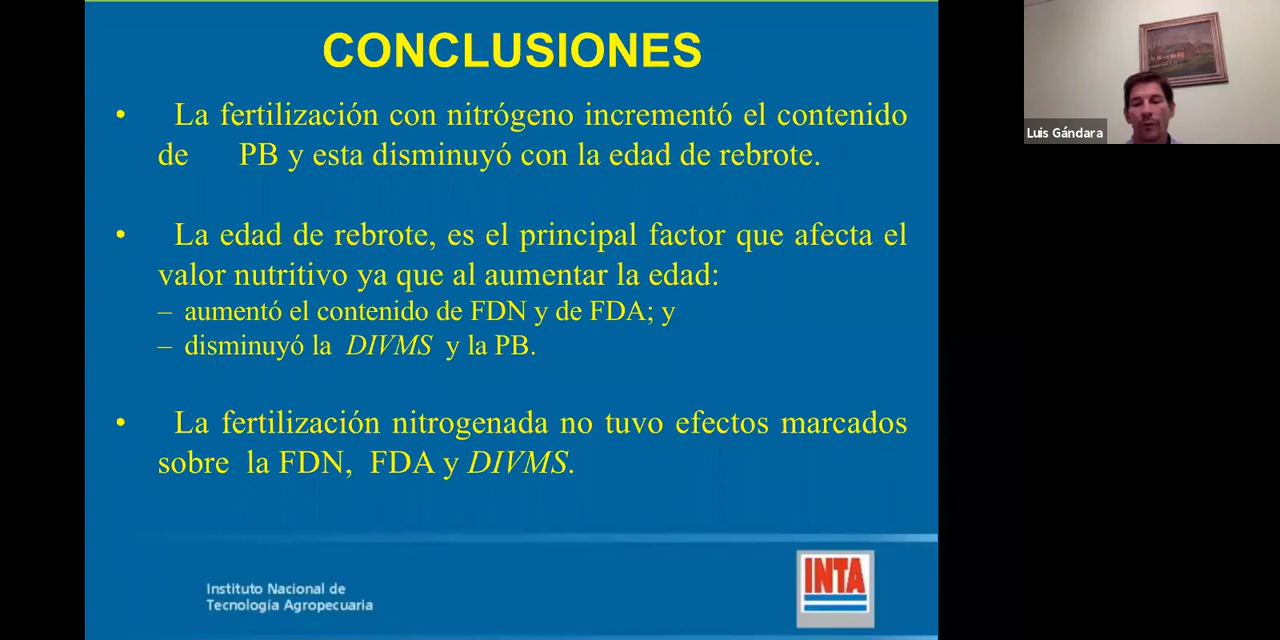 CONCLUSIONES
• La fertilización con nitrógeno incrementó el contenido
de PB y esta disminuyó con la edad de rebrote.
• La edad de rebrote, es el principal factor que afecta el
valor nutritivo ya que al aumentar la edad:
– aumentó el contenido de FDN y de FDA; y
– disminuyó la DIVMS y la PB.
• La fertilización nitrogenada no tuvo efectos marcados
sobre la FDN, FDA y DIVMS.
Instituto Nacional de
Tecnología Agropecuaria
INTA
Luis Gándara